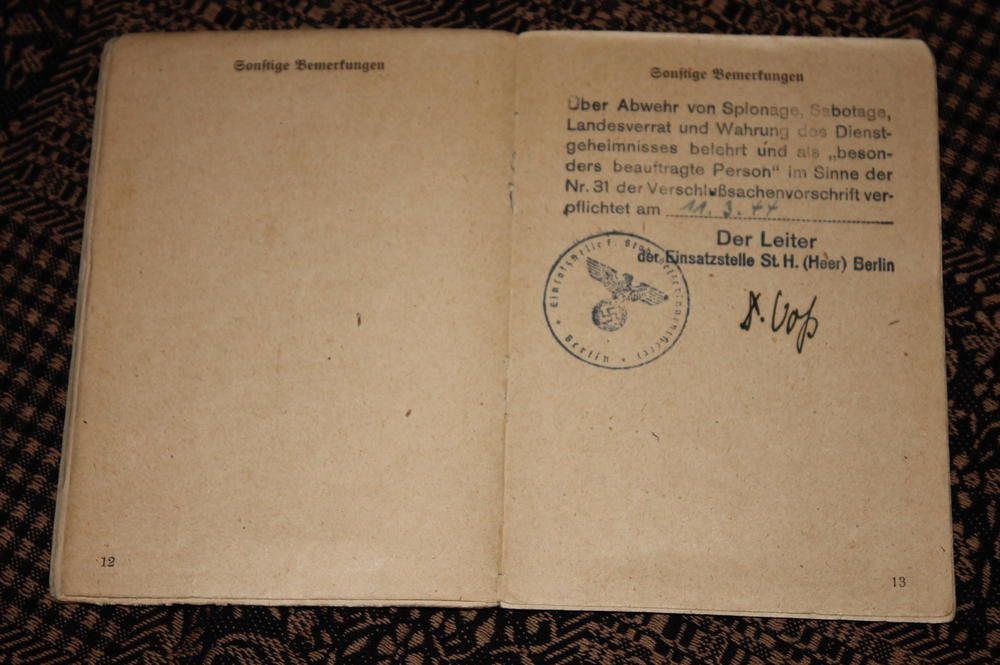 Sonstige Bemerkungen
12
Sonstige Bemerkungen
Über Abwehr von Spionage, Sabotage,
Landesverrat und Wahrung des Dienst-
geheimnisses belehrt und als „beson-
ders beauftragte Person" im Sinne der
Nr. 31 der Verschlußsachenvorschrift ver-
pflichtet am 11. 3. 44
Der Leiter
der Einsatzstelle St. H. (Heer) Berlin
Voß
Berlin
13